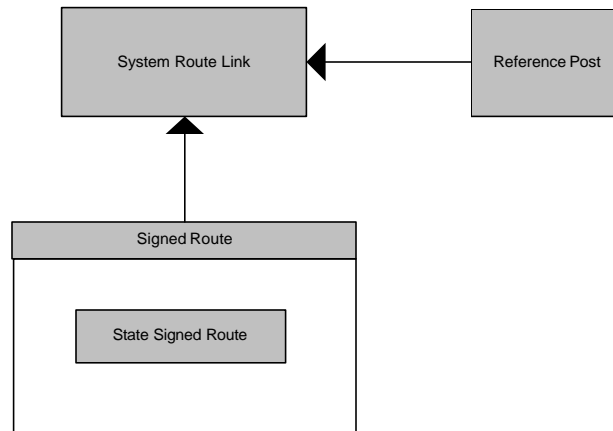 System Route Link
Reference Post
Signed Route
State Signed Route